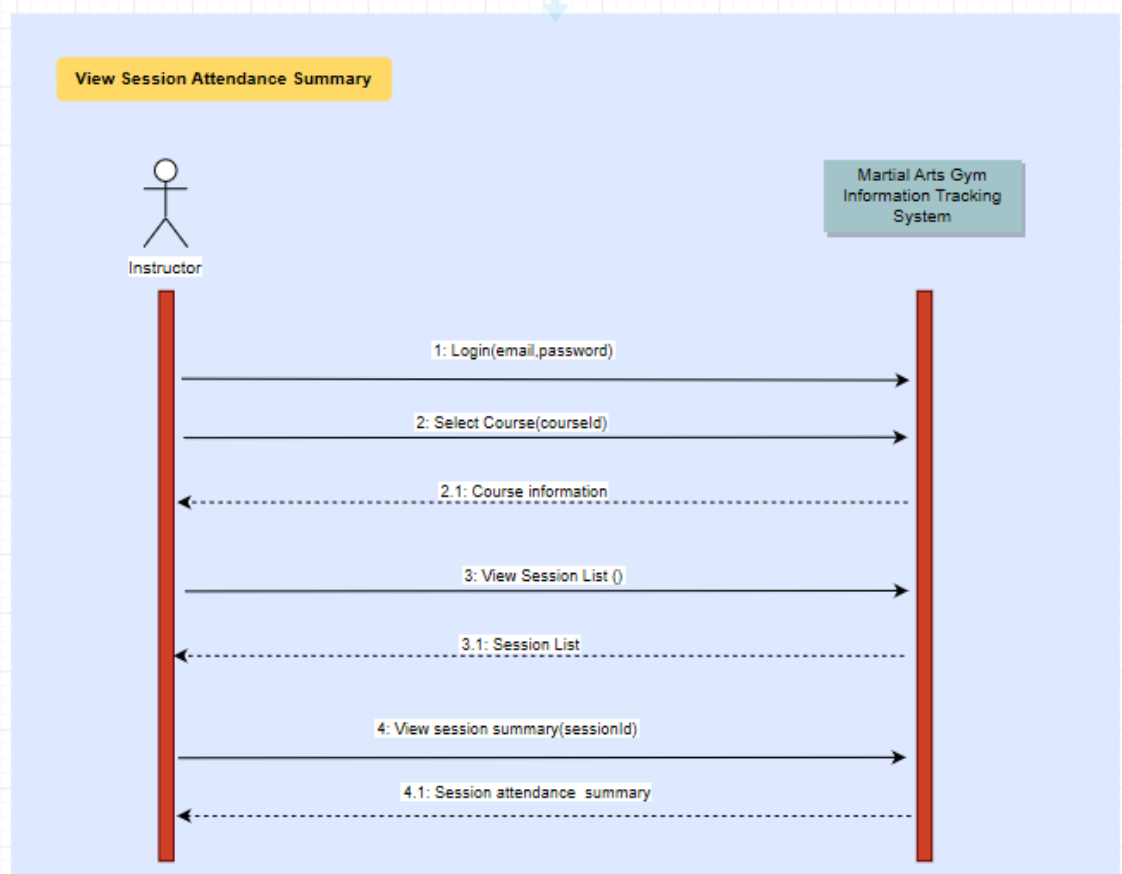 View Session Attendance Summary
Martial Arts Gym
Information Tracking
System
Instructor
1: Login(email,password)
2: Select Course(courseId)
2.1: Course information
3: View Session List ()
3.1: Session List
4: View session summary(sessionId)
4.1: Session attendance  summary